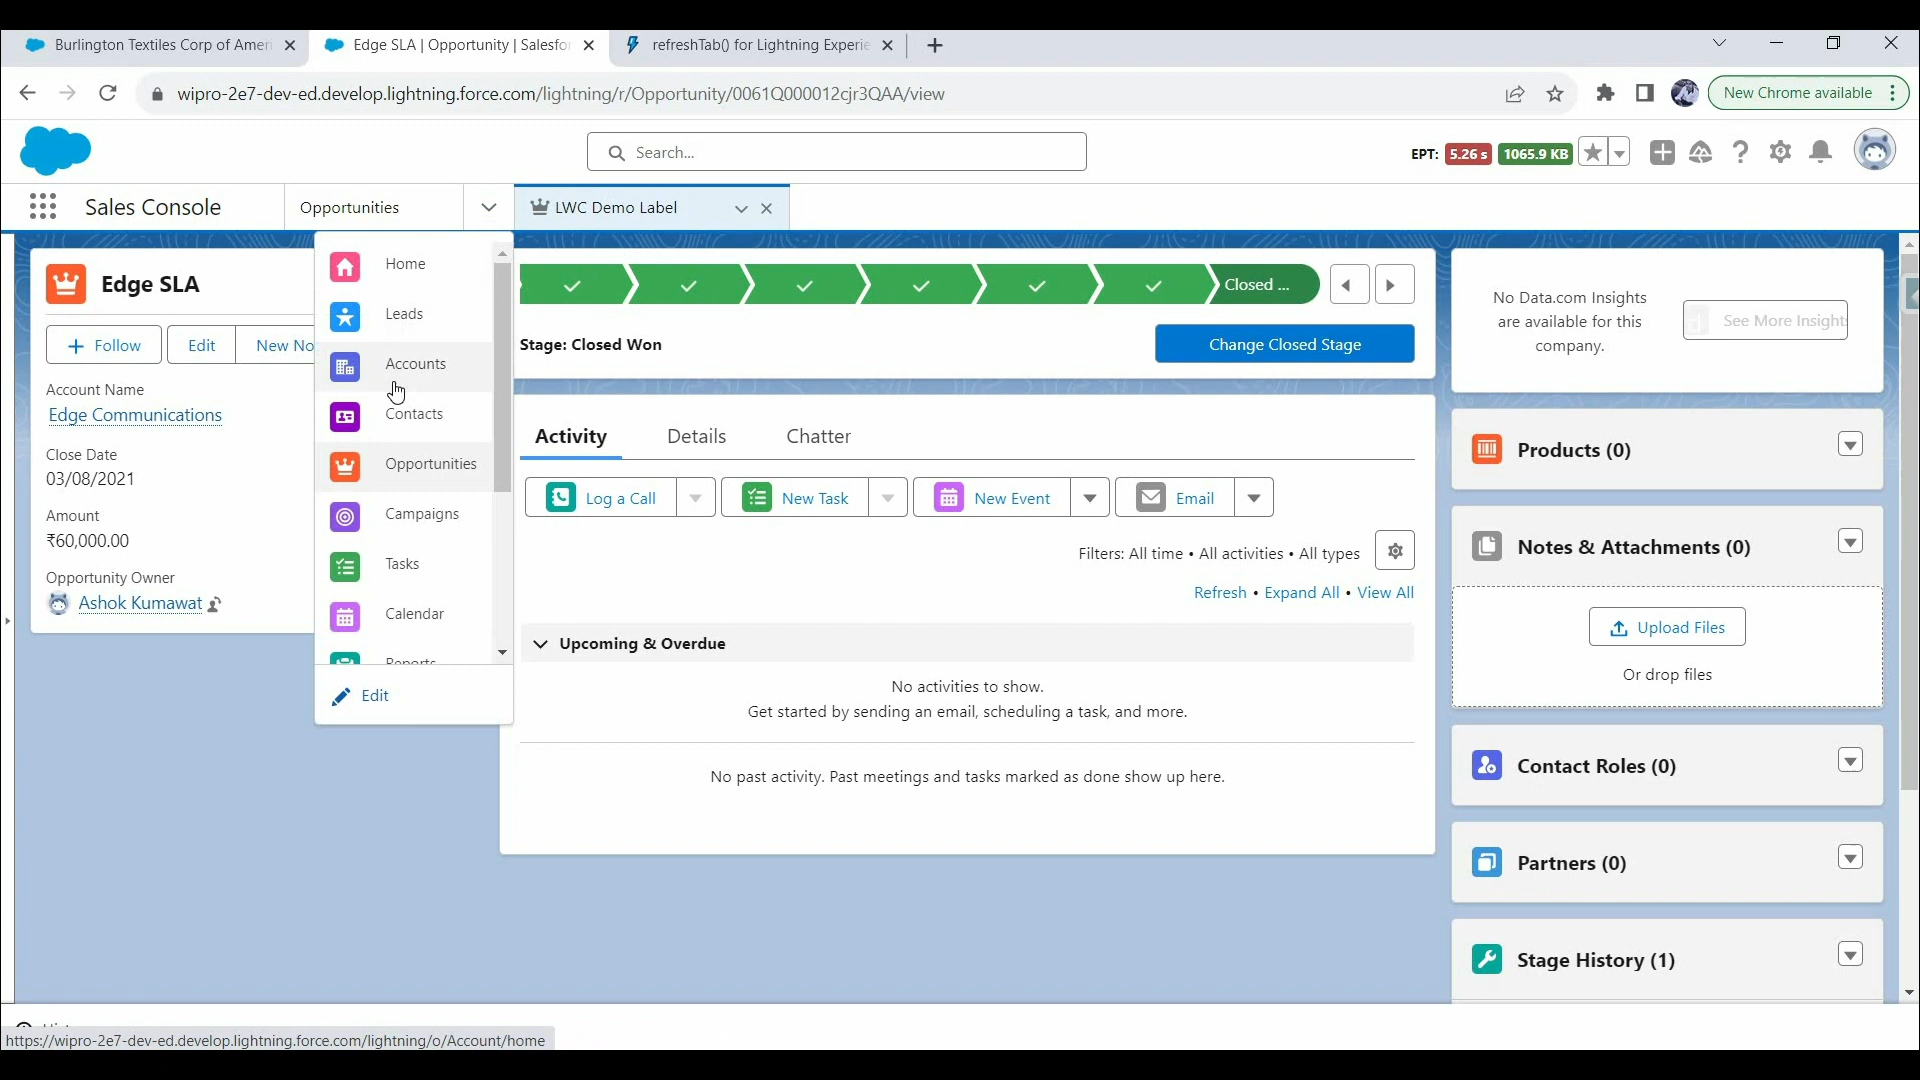 Burlington Textiles Corp of Amer
Edge SLA | Opportunity | Salesfor
refreshTab() for Lightning Experie
wipro-2e7-dev-ed.develop.lightning.force.com/lightning/r/Opportunity/0061Q000012cjr3QAA/view
New Chrome available
Search...
EPT: 5.26 s 1065.9 KB
Sales Console
Opportunities
LWC Demo Label
Edge SLA
Follow
Edit
New No
Account Name
Edge Communications
Close Date
03/08/2021
Amount
₹60,000.00
Opportunity Owner
Ashok Kumawat
Home
Leads
Accounts
Contacts
Opportunities
Campaigns
Tasks
Calendar
Reports
Edit
Closed ...
Stage: Closed Won
Change Closed Stage
Activity
Details
Chatter
Log a Call
New Task
New Event
Email
Filters: All time • All activities • All types
Refresh • Expand All • View All
Upcoming & Overdue
No activities to show.
Get started by sending an email, scheduling a task, and more.
No past activity. Past meetings and tasks marked as done show up here.
No Data.com Insights
are available for this
company.
See More Insights
Products (0)
Notes & Attachments (0)
Upload Files
Or drop files
Contact Roles (0)
Partners (0)
Stage History (1)
https://wipro-2e7-dev-ed.develop.lightning.force.com/lightning/o/Account/home